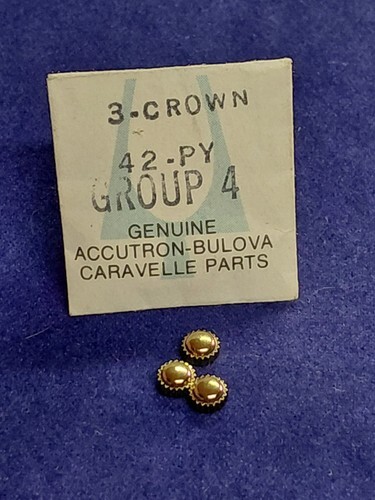 3-CROWN
42-PY
GROUP 4
GENUINE
ACCUTRON-BULOVA
CARAVELLE PARTS